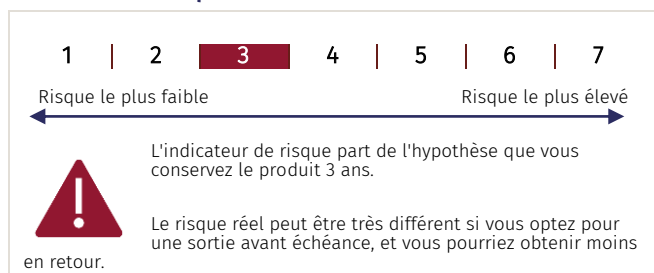 1 | 2 3 4 | 5 | 6 | 7
Risque le plus faible Risque le plus élevé
L'indicateur de risque part de l'hypothèse que vous
conservez le produit 3 ans.
Le risque réel peut être très différent si vous optez pour
une sortie avant échéance, et vous pourriez obtenir moins
en retour.